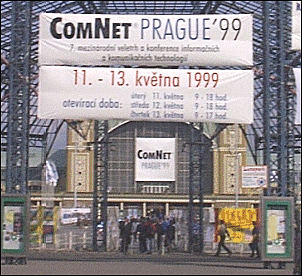 COMNET PRAGUE'99
7. mezinárodní veletrh a konference informačních
a komunikačních technologií
11. - 13. května 1999
otevírací doba:
úterý 11. května 9 - 18 hod.
středa 12. května 9 - 18 hod.
čtvrtek 13. května 9 - 17 hod.
COMNET
PRAGUE'99